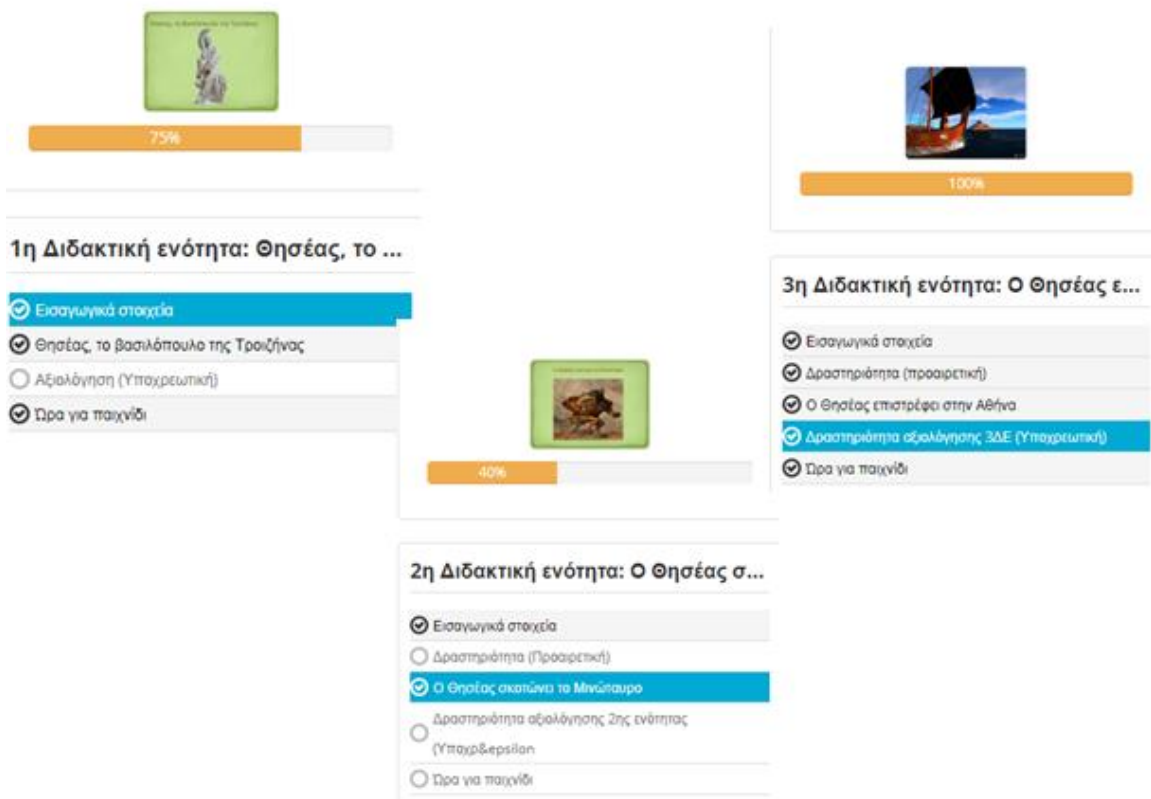 75%
1η Διδακτική ενότητα: Θησέας, το ...
Εισαγωγικά στοιχεία
Θησέας, το βασιλόπουλο της Τροιζήνας
Αξιολόγηση (Υποχρεωτική)
Ώρα για παιχνίδι
40%
2η Διδακτική ενότητα: Ο Θησέας σ...
Εισαγωγικά στοιχεία
Δραστηριότητα (Προαιρετική)
Ο Θησέας σκοτώνει το Μινώταυρο
Δραστηριότητα αξιολόγησης 2ης ενότητας
(Υποχρ&epsilon
Ώρα για παιχνίδι
100%
3η Διδακτική ενότητα: Ο Θησέας ε...
Εισαγωγικά στοιχεία
Δραστηριότητα (προαιρετική)
Ο Θησέας επιστρέφει στην Αθήνα
Δραστηριότητα αξιολόγησης 3ΔΕ (Υποχρεωτική)
Ώρα για παιχνίδι